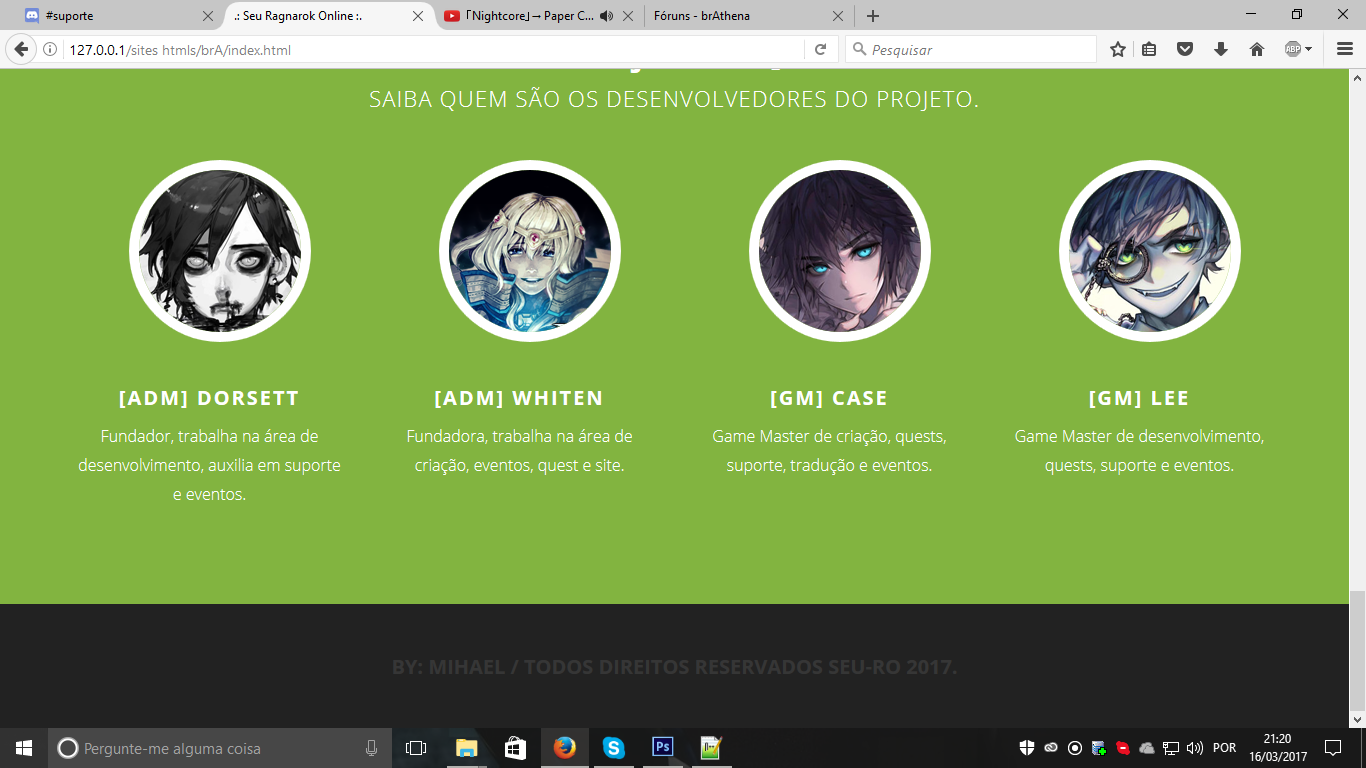 #suporte
.: Seu Ragnarok Online :.
「Nightcore」→ Paper C...
Fóruns - brAthena
127.0.0.1/sites htmls/brA/index.html
Pesquisar
ABP
SAIBA QUEM SÃO OS DESENVOLVEDORES DO PROJETO.
[ADM] DORSETT
Fundador, trabalha na área de
desenvolvimento, auxilia em suporte
e eventos.
[ADM] WHITEN
Fundadora, trabalha na área de
criação, eventos, quest e site.
[GM] CASE
Game Master de criação, quests,
suporte, tradução e eventos.
[GM] LEE
Game Master de desenvolvimento,
quests, suporte e eventos.
BY: MIHAEL / TODOS DIREITOS RESERVADOS SEU-RO 2017.
Pergunte-me alguma coisa
Ps
POR
21:20
16/03/2017